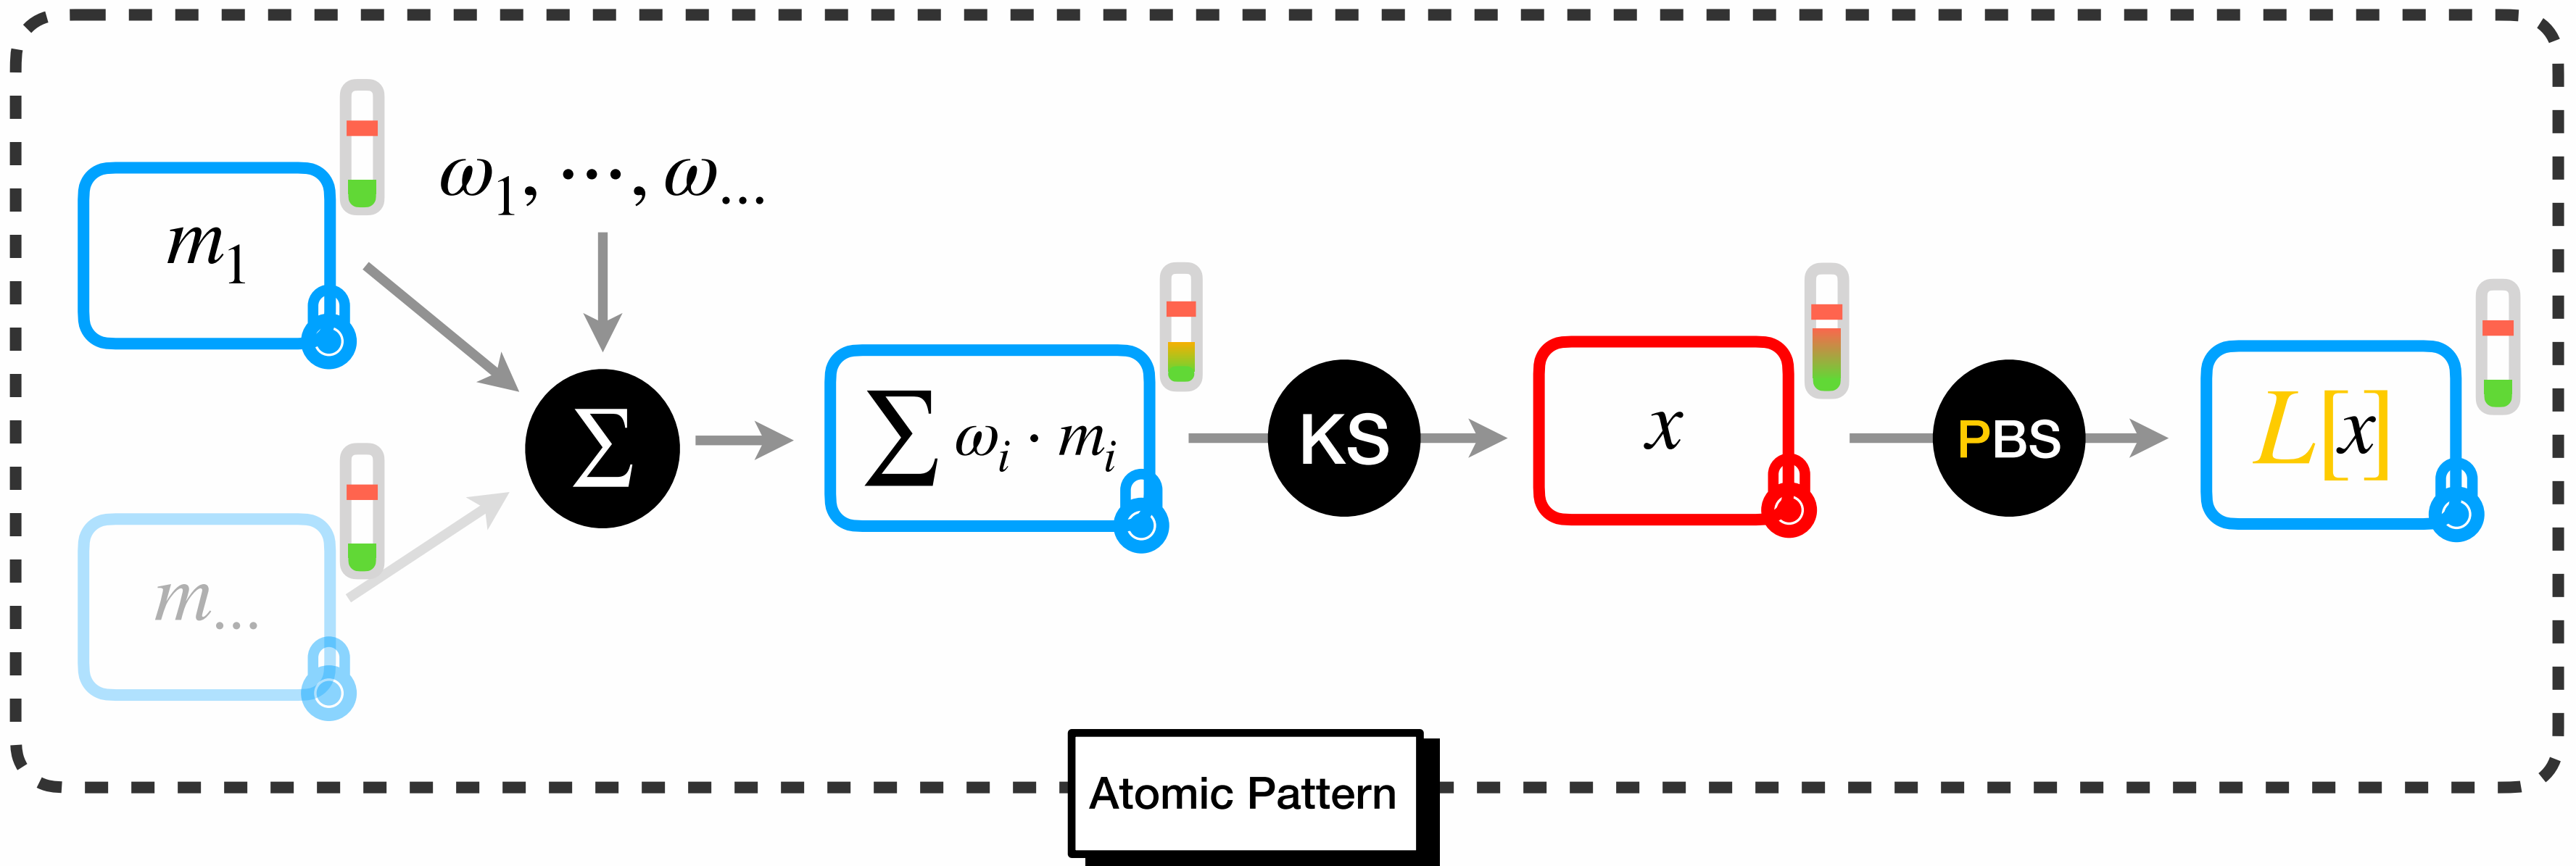 m₁
ω₁, ⋯, ω...
m...
Σ
∑ ωᵢ · mᵢ
KS
x
PBS
L[x]
Atomic Pattern